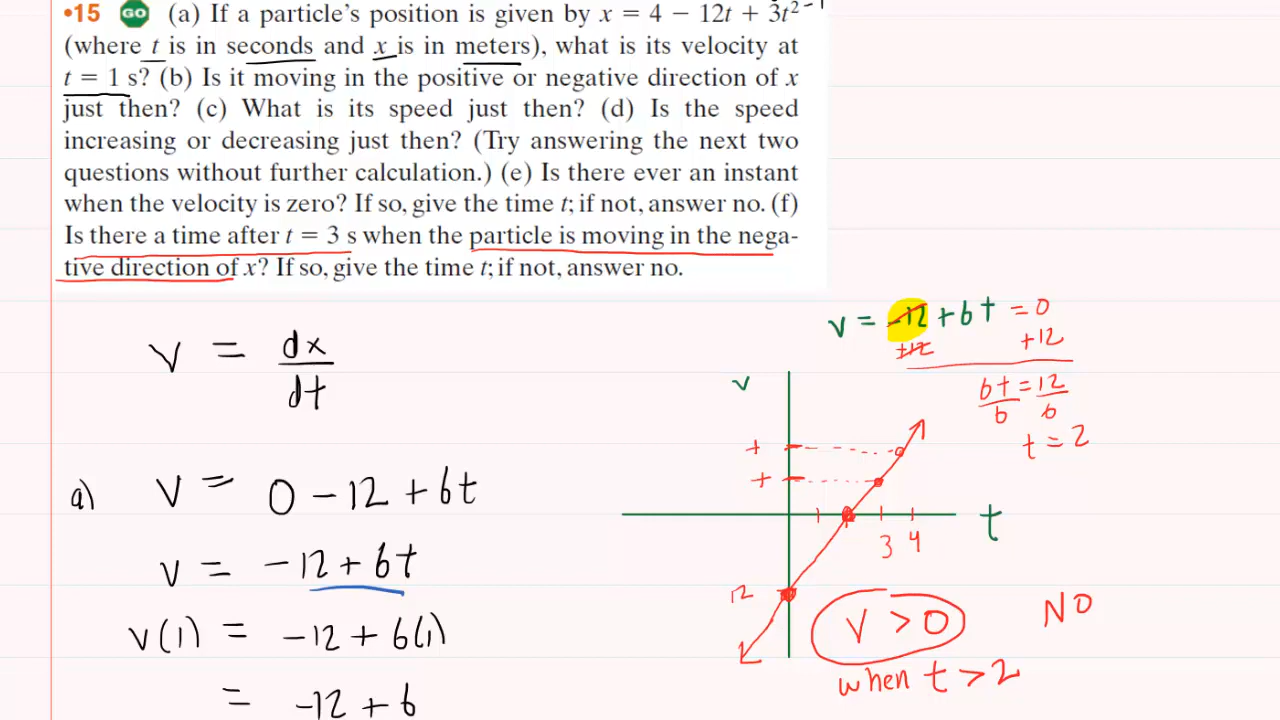 •15 GO (a) If a particle's position is given by x = 4 − 12t + 3t²
(where t is in seconds and x is in meters), what is its velocity at
t = 1 s? (b) Is it moving in the positive or negative direction of x
just then? (c) What is its speed just then? (d) Is the speed
increasing or decreasing just then? (Try answering the next two
questions without further calculation.) (e) Is there ever an instant
when the velocity is zero? If so, give the time t; if not, answer no. (f)
Is there a time after t = 3 s when the particle is moving in the nega-
tive direction of x? If so, give the time t; if not, answer no.
v = dx/dt
a) v = 0 − 12 + 6t
v = −12 + 6t
v(1) = −12 + 6(1)
= −12 + 6
v = −12 + 6t = 0
+12 +12
6t/6 = 12/6
t = 2
v
+
+
t
3 4
12
v > 0
NO
when t > 2